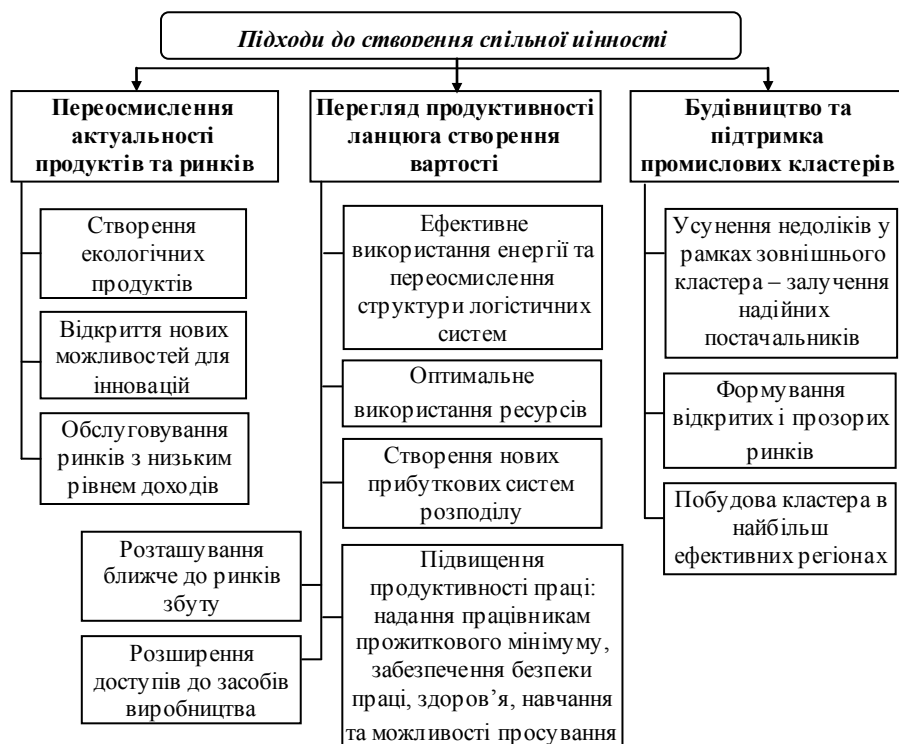 Підходи до створення спільної цінності
Переосмислення
актуальності
продуктів та ринків
Створення
екологічних
продуктів
Відкриття нових
можливостей для
інновацій
Обслуговування
ринків з низьким
рівнем доходів
Перегляд продуктивності
ланцюга створення
вартості
Ефективне
використання енергії та
переосмислення
структури логістичних
систем
Оптимальне
використання ресурсів
Створення нових
прибуткових систем
розподілу
Розташування
ближче до ринків
збуту
Підвищення
продуктивності праці:
надання працівникам
прожиткового мінімуму,
забезпечення безпеки
праці, здоров’я, навчання
та можливості просування
Розширення
доступів до засобів
виробництва
Будівництво та
підтримка
промислових кластерів
Усунення недоліків у
рамках зовнішнього
кластера – залучення
надійних
постачальників
Формування
відкритих і прозорих
ринків
Побудова кластера в
найбільш
ефективних регіонах